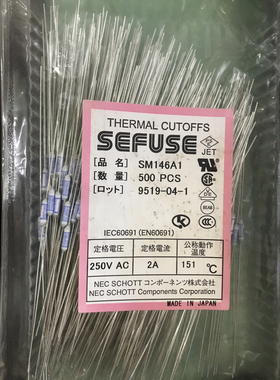 THERMAL CUTOFFS
SEFUSE
JET
[品 名] SM146A1
[数 量] 500 PCS
[ロット] 9519-04-1
IEC60691 (EN60691)
定格電圧 定格電流 公称動作温度
250V AC 2A 151 ℃
NEC SCHOTT コンポーネンツ株式会社
NEC SCHOTT Components Corporation
MADE IN JAPAN